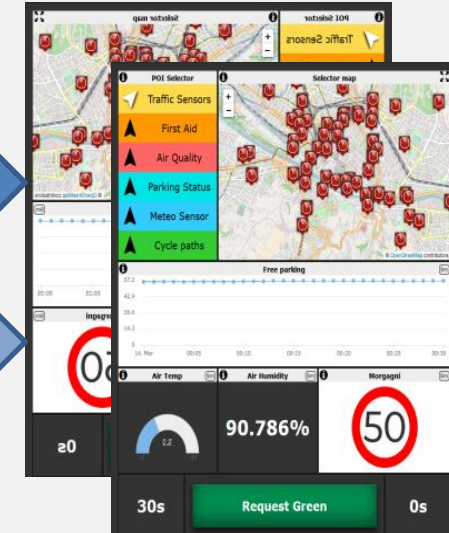 Selector map
POI Selector
Traffic Sensors
+
-
POI Selector
Selector map
+
-
Traffic Sensors
First Aid
Air Quality
Parking Status
Meteo Sensor
Cycle paths
© OpenStreetMap contributors
Free parking
57.2
42.9
28.6
14.3
0
14. Mar 00:05 00:10 00:15 00:20 00:25 00:30
Air Temp
Air Humidity
Morgagni
0.2
90.786%
50
30s
Request Green
0s
0s